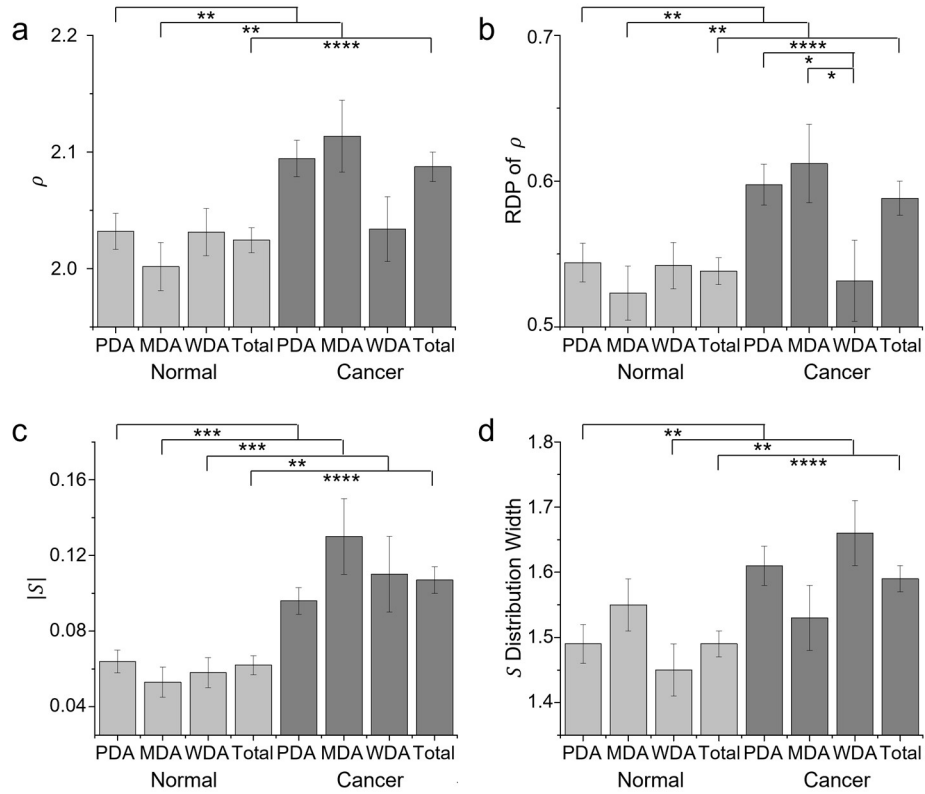 a
**
**
****
2.2
2.1
2.0
ρ
PDA MDA WDA Total PDA MDA WDA Total
Normal Cancer
b
**
**
****
*
*
0.7
0.6
0.5
RDP of ρ
PDA MDA WDA Total PDA MDA WDA Total
Normal Cancer
c
***
***
**
****
0.16
0.12
0.08
0.04
|S|
PDA MDA WDA Total PDA MDA WDA Total
Normal Cancer
d
**
**
****
1.8
1.7
1.6
1.5
1.4
S Distribution Width
PDA MDA WDA Total PDA MDA WDA Total
Normal Cancer